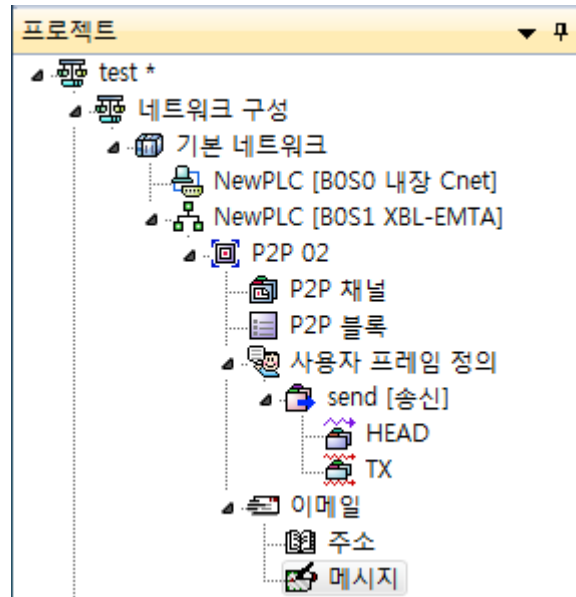 프로젝트
test *
네트워크 구성
기본 네트워크
NewPLC [B0S0 내장 Cnet]
NewPLC [B0S1 XBL-EMTA]
P2P 02
P2P 채널
P2P 블록
사용자 프레임 정의
send [송신]
HEAD
TX
이메일
주소
메시지